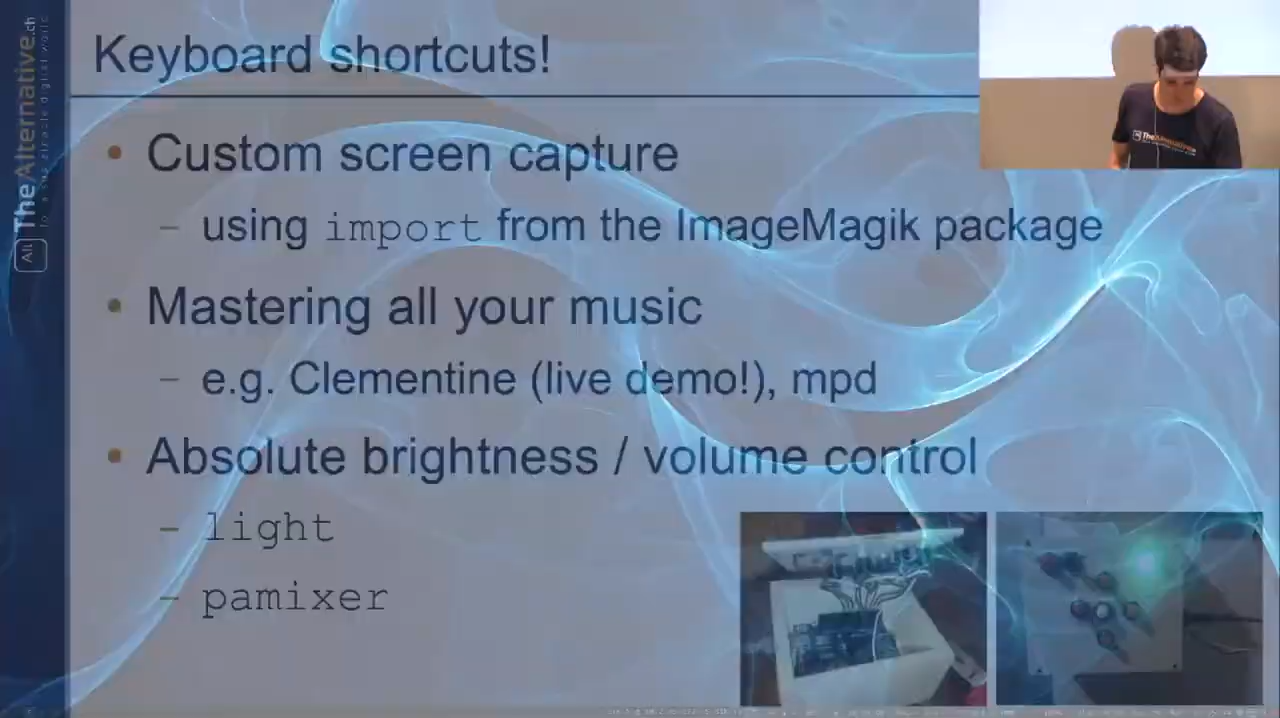 TheAlternative.ch
Keyboard shortcuts!
Custom screen capture
– using import from the ImageMagik package
Mastering all your music
– e.g. Clementine (live demo!), mpd
Absolute brightness / volume control
– light
– pamixer
TheAlternative